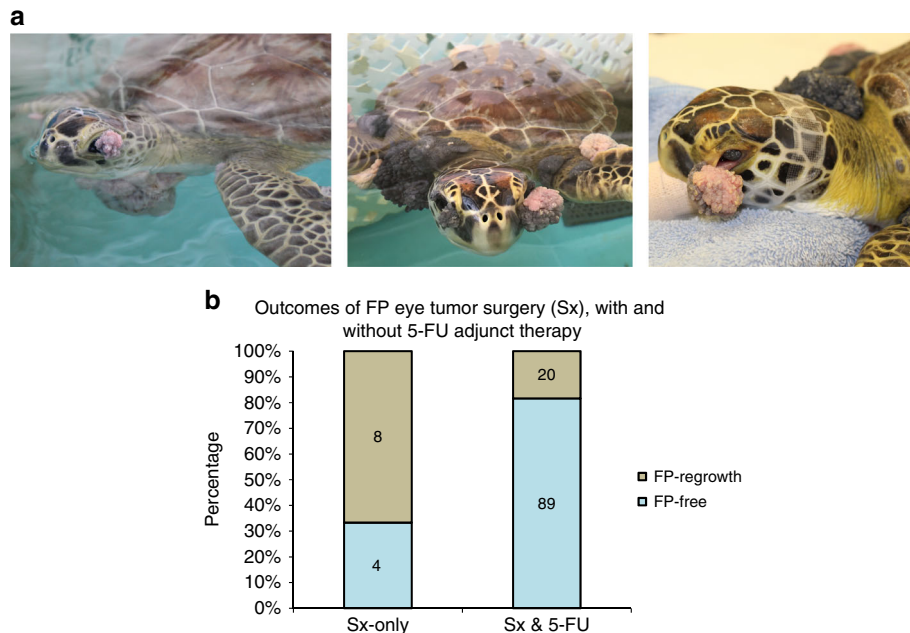 a
b
Outcomes of FP eye tumor surgery (Sx), with and
without 5-FU adjunct therapy
100%
90%
80%
70%
60%
50%
40%
30%
20%
10%
0%
Percentage
8
4
20
89
Sx-only
Sx & 5-FU
FP-regrowth
FP-free